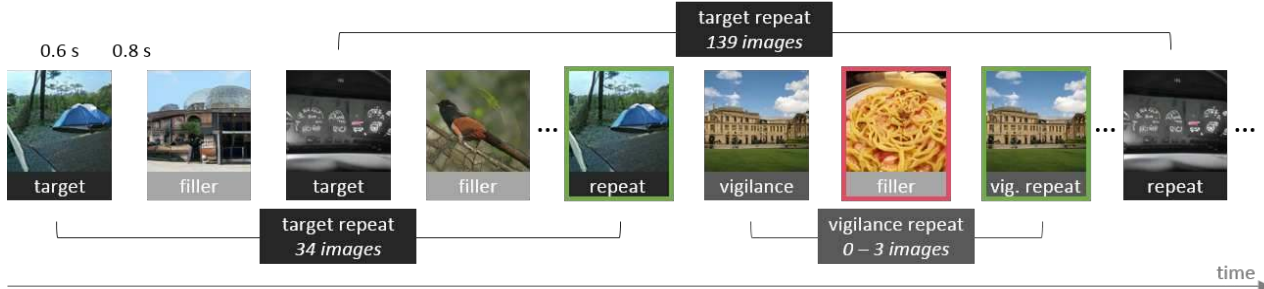 target repeat
139 images
0.6 s 0.8 s
target
filler
target
filler
...
repeat
vigilance
filler
vig. repeat
...
repeat
...
target repeat
34 images
vigilance repeat
0 – 3 images
time